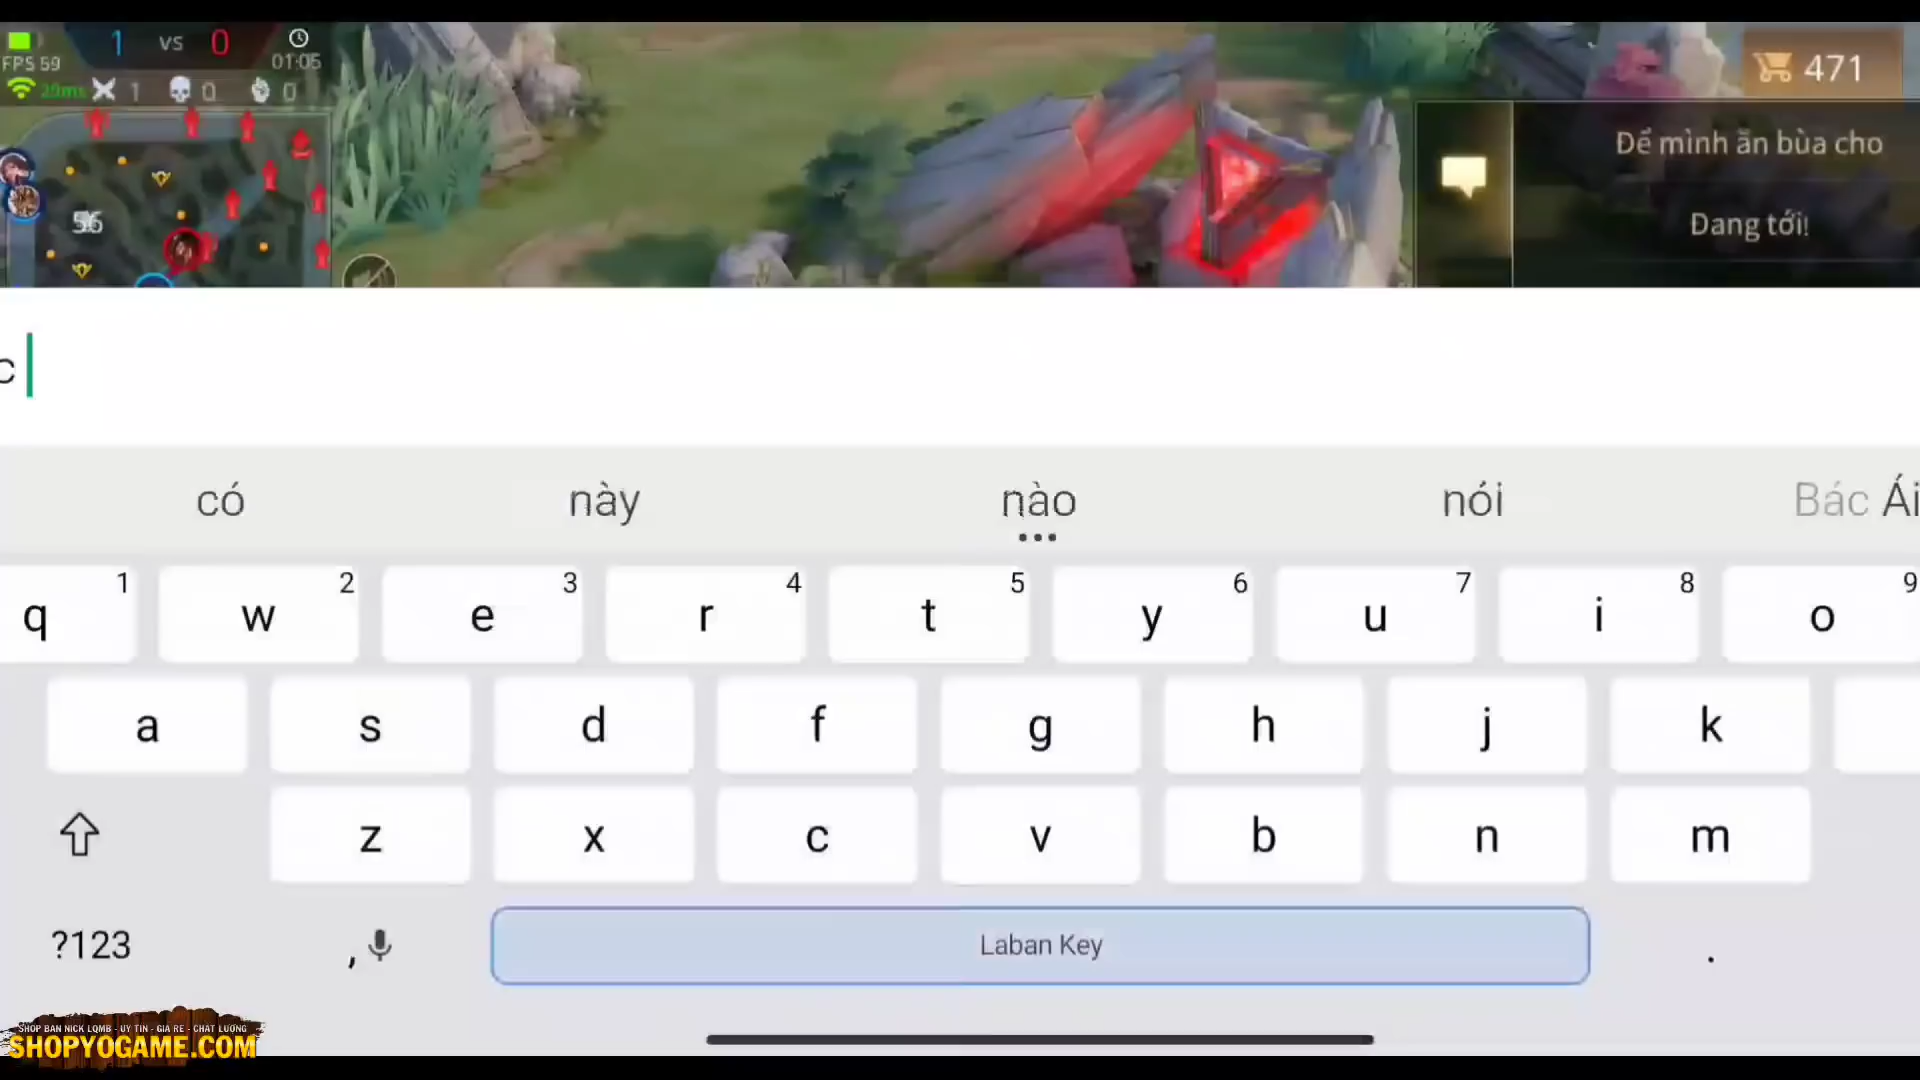 1 vs 0
01:05
FPS 59
1 0 0
471
Để mình ăn bùa cho
Đang tới!
c
có này nào nói Bác Ái
q 1 w 2 e 3 r 4 t 5 y 6 u 7 i 8 o 9
a s d f g h j k
z x c v b n m
?123 , Laban Key .
SHOP BAN NICK LQMB - UY TIN - GIA RE - CHAT LUONG
SHOPYOGAME.COM